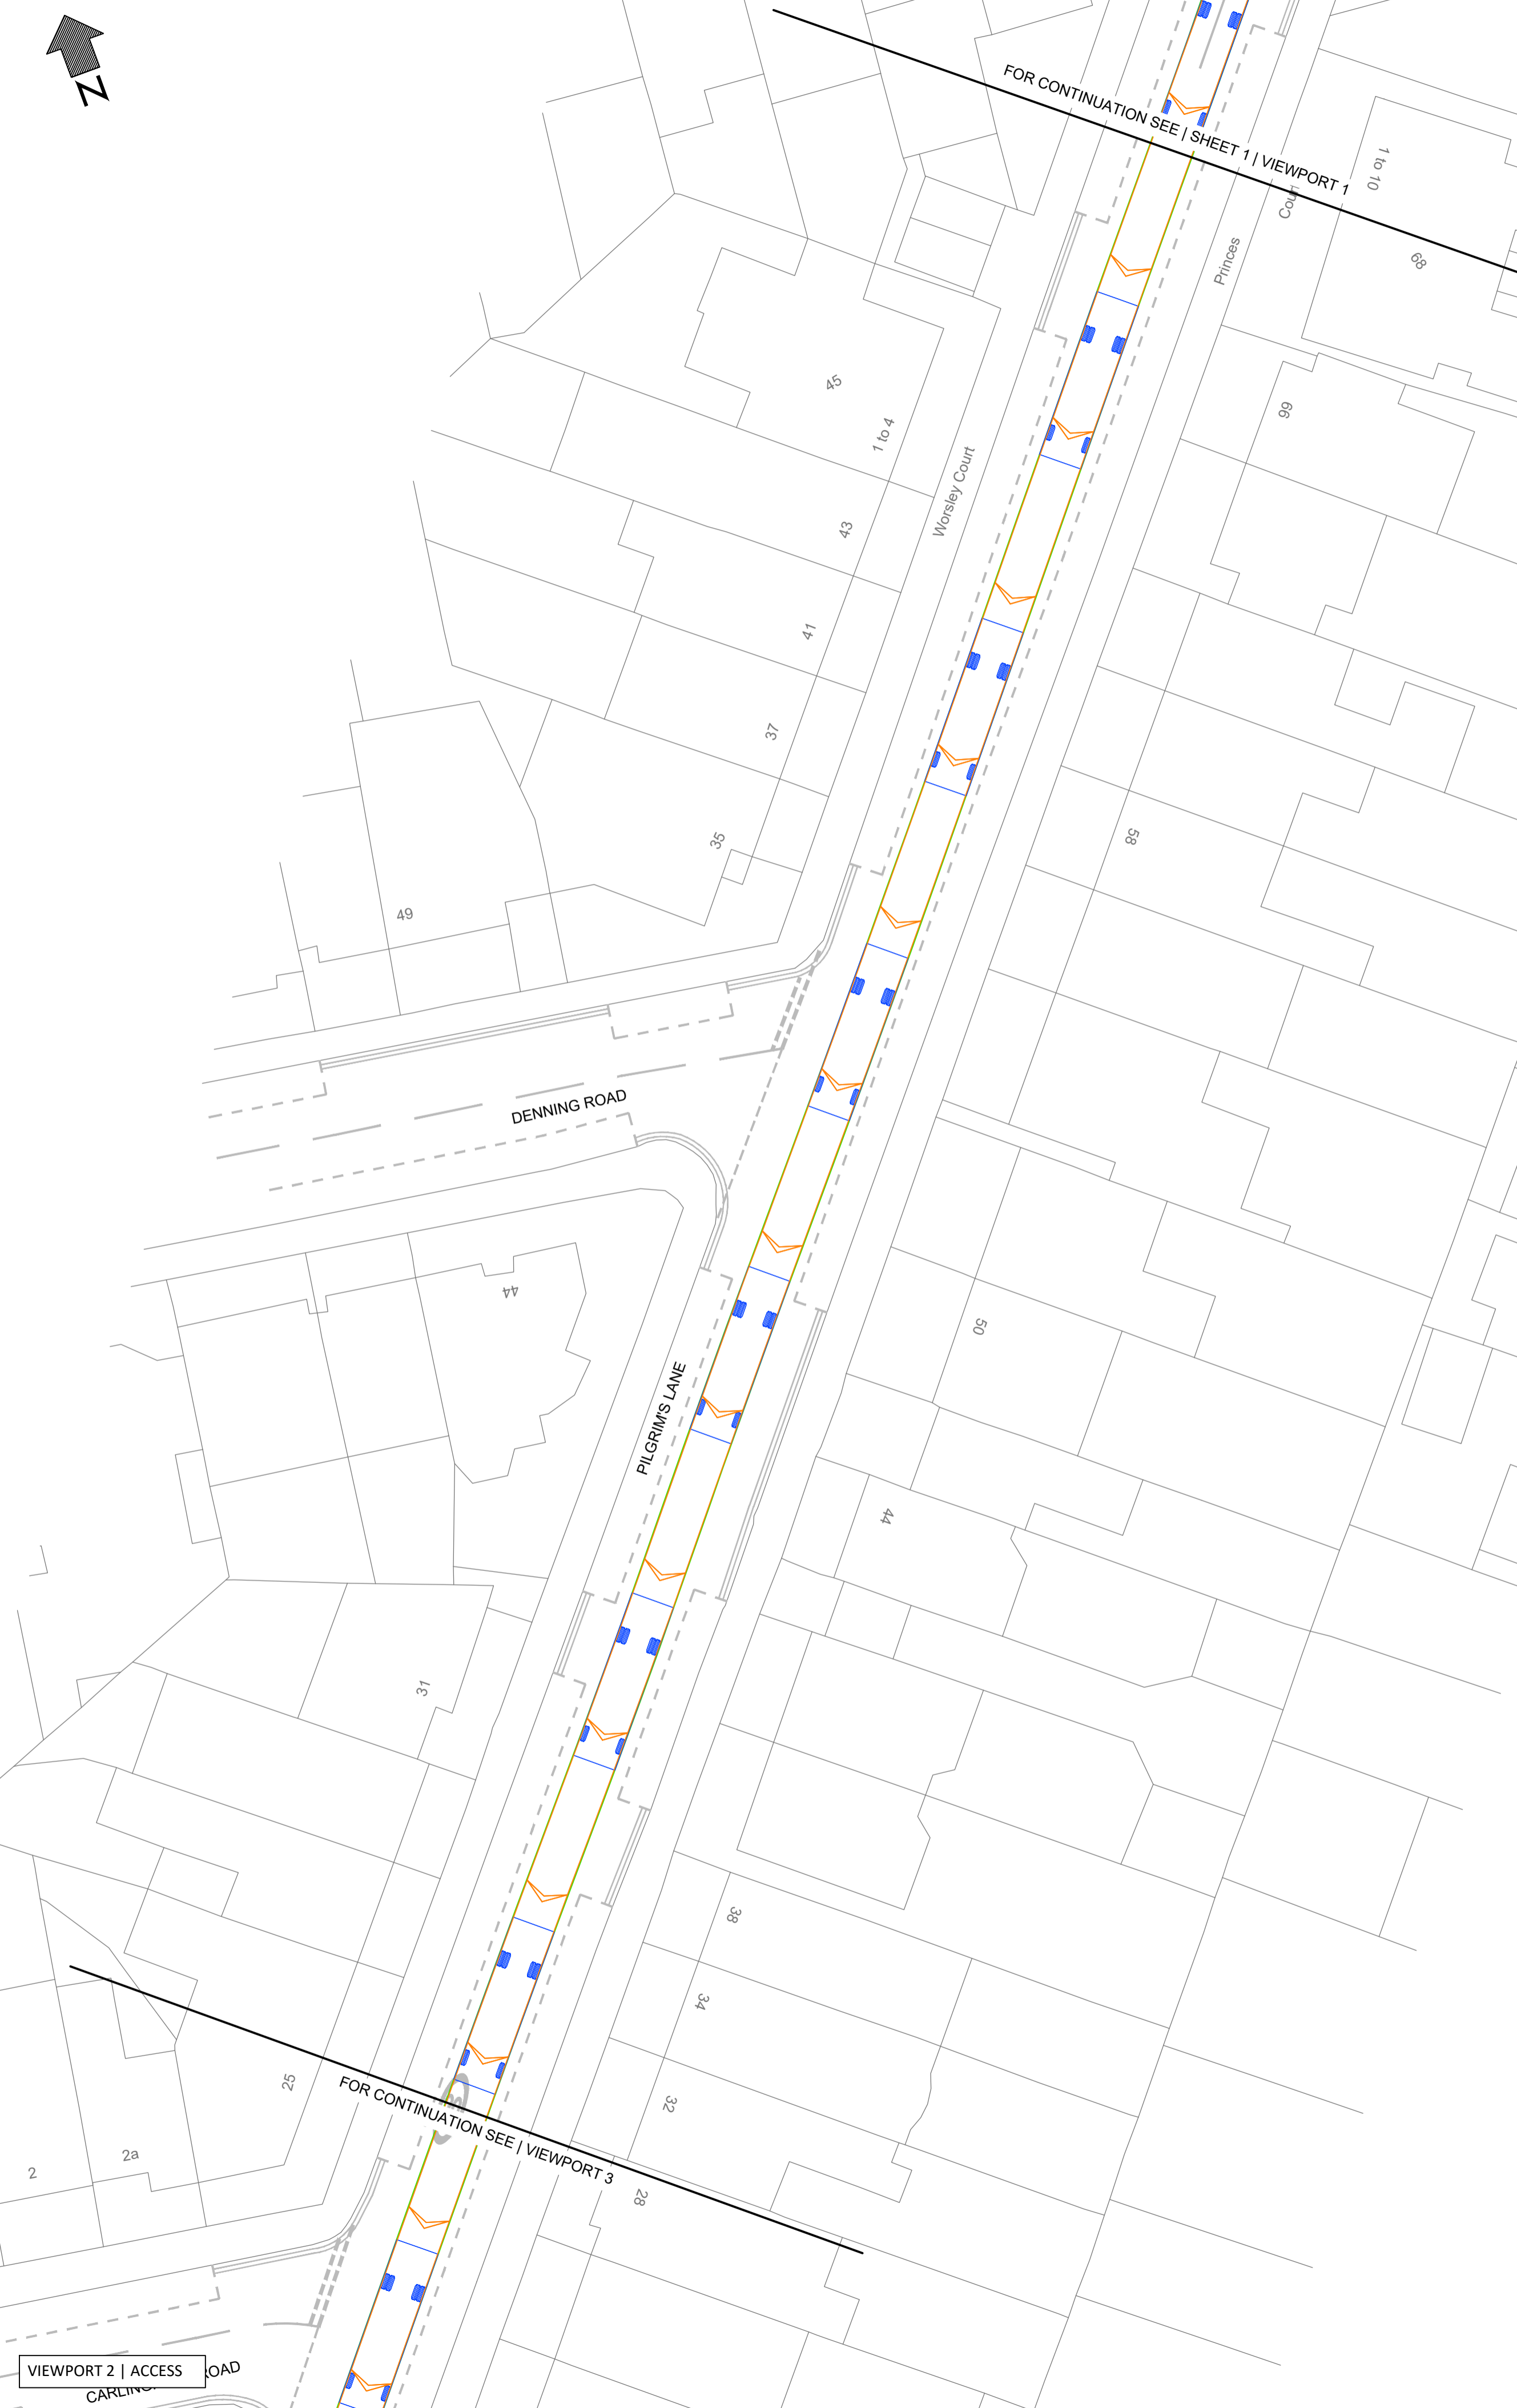 N
FOR CONTINUATION SEE | SHEET 1 | VIEWPORT 1
1 to 10
Princes
68
45
1 to 4
66
Worsley Court
43
41
37
35
58
49
DENNING ROAD
44
50
PILGRIM'S LANE
44
31
38
34
25
32
FOR CONTINUATION SEE | VIEWPORT 3
2a
2
28
VIEWPORT 2 | ACCESS
ROAD